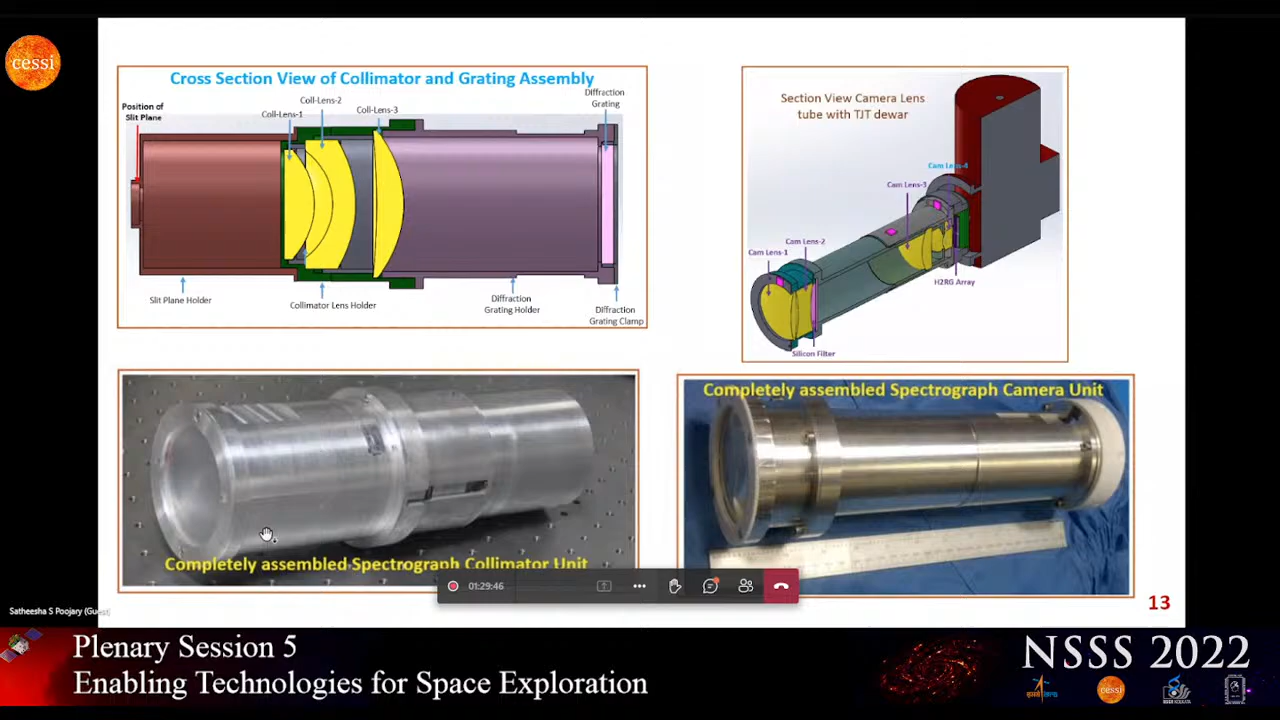 cessi
Cross Section View of Collimator and Grating Assembly
Position of
Slit Plane
Coll-Lens-1
Coll-Lens-2
Coll-Lens-3
Diffraction
Grating
Slit Plane Holder
Collimator Lens Holder
Diffraction
Grating Holder
Diffraction
Grating Clamp
Section View Camera Lens
tube with TJT dewar
Cam Lens-4
Cam Lens-3
Cam Lens-2
Cam Lens-1
H2RG Array
Silicon Filter
Completely assembled Spectrograph Collimator Unit
Completely assembled Spectrograph Camera Unit
01:29:46
13
Satheesha S Poojary (Guest)
Plenary Session 5
Enabling Technologies for Space Exploration
NSSS 2022